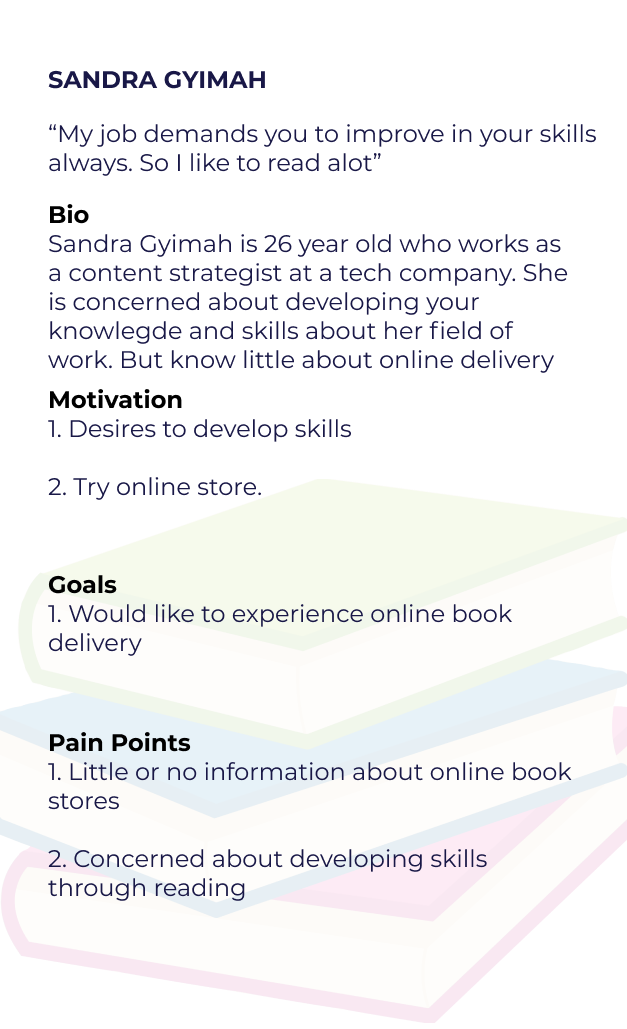 SANDRA GYIMAH
“My job demands you to improve in your skills
always. So I like to read alot”
Bio
Sandra Gyimah is 26 year old who works as
a content strategist at a tech company. She
is concerned about developing your
knowlegde and skills about her field of
work. But know little about online delivery
Motivation
1. Desires to develop skills
2. Try online store.
Goals
1. Would like to experience online book
delivery
Pain Points
1. Little or no information about online book
stores
2. Concerned about developing skills
through reading